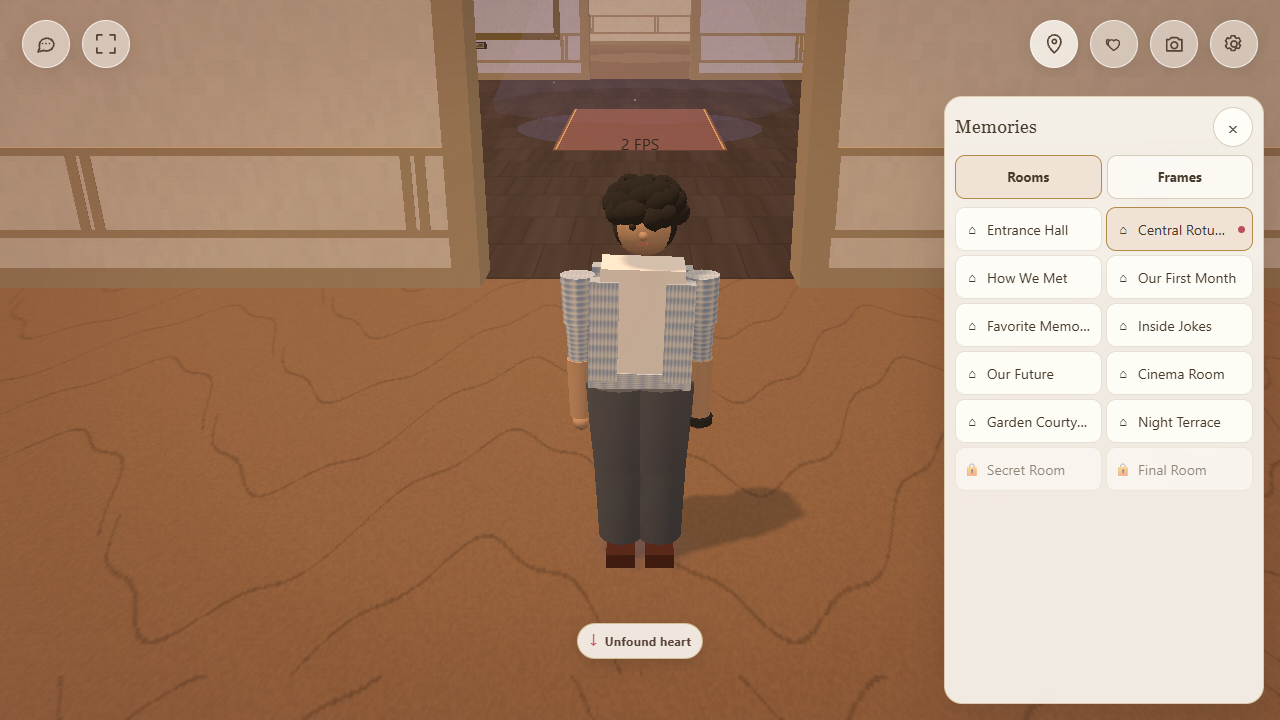 Memories
×
Rooms
Frames
Entrance Hall
Central Rotu...
How We Met
Our First Month
Favorite Memo...
Inside Jokes
Our Future
Cinema Room
Garden Courty...
Night Terrace
Secret Room
Final Room
2 FPS
↓ Unfound heart